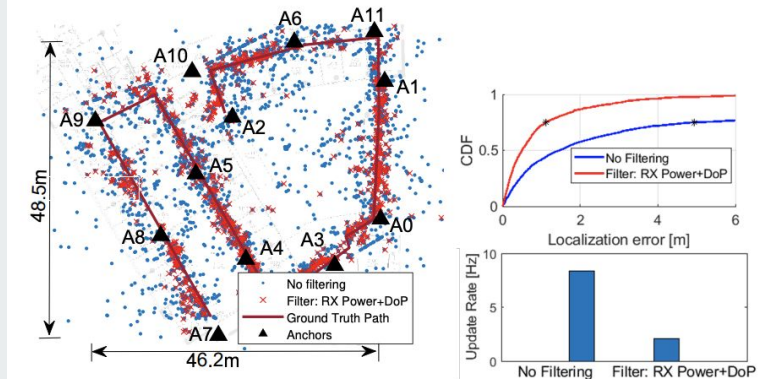 A11
A6
A10
A1
A9
A2
A5
48.5m
A8
A0
A3
A4
A7
No filtering
Filter: RX Power+DoP
Ground Truth Path
Anchors
46.2m
CDF
1
0.5
0
No Filtering
Filter: RX Power+DoP
0 2 4 6
Localization error [m]
Update Rate [Hz]
10
5
0
No Filtering Filter: RX Power+DoP